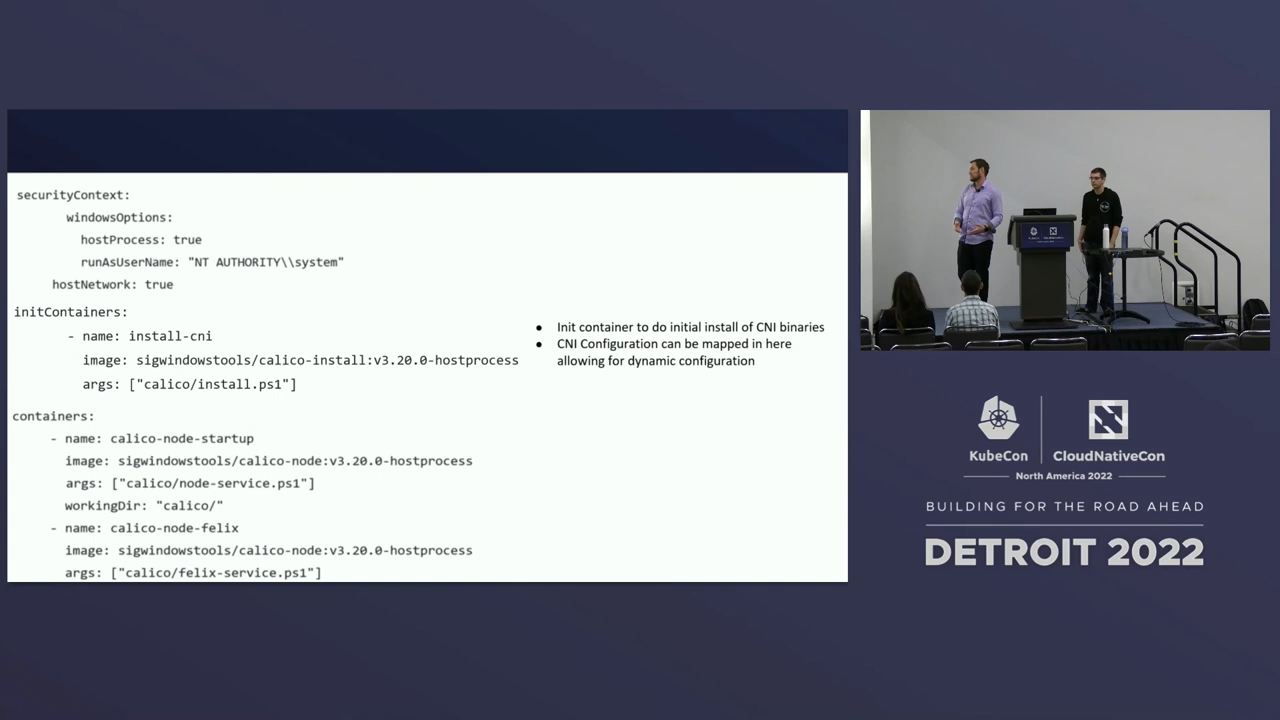 securityContext:
windowsOptions:
hostProcess: true
runAsUserName: "NT AUTHORITY\\system"
hostNetwork: true
initContainers:
- name: install-cni
image: sigwindowstools/calico-install:v3.20.0-hostprocess
args: ["calico/install.ps1"]
containers:
- name: calico-node-startup
image: sigwindowstools/calico-node:v3.20.0-hostprocess
args: ["calico/node-service.ps1"]
workingDir: "calico/"
- name: calico-node-felix
image: sigwindowstools/calico-node:v3.20.0-hostprocess
args: ["calico/felix-service.ps1"]
● Init container to do initial install of CNI binaries
● CNI Configuration can be mapped in here
allowing for dynamic configuration
KubeCon
CloudNativeCon
North America 2022
BUILDING FOR THE ROAD AHEAD
DETROIT 2022